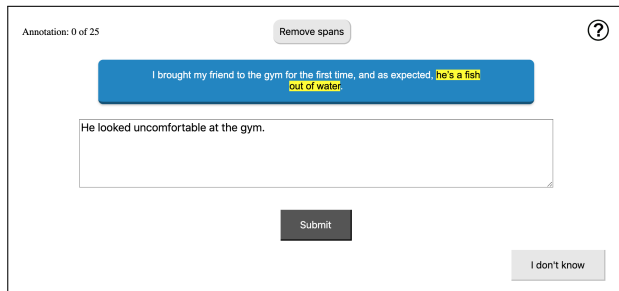 Annotation: 0 of 25
Remove spans
?
I brought my friend to the gym for the first time, and as expected, he's a fish
out of water.
He looked uncomfortable at the gym.
Submit
I don't know